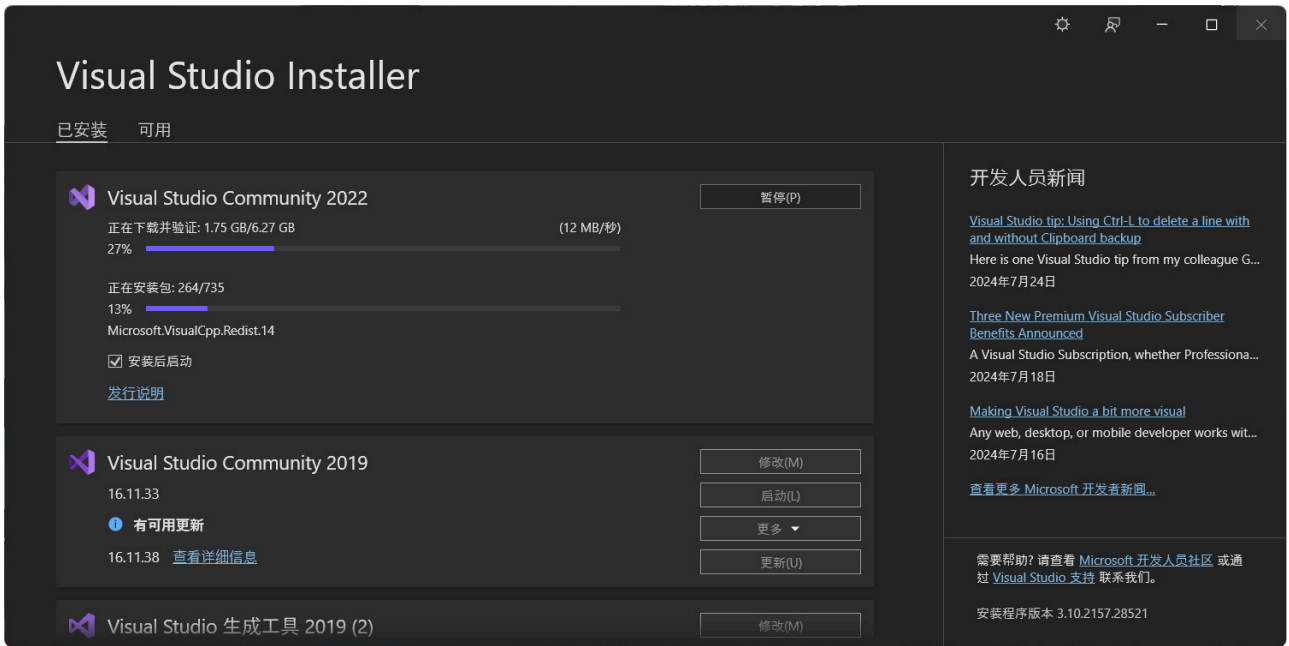 Visual Studio Installer
已安装 可用
Visual Studio Community 2022
暂停(P)
正在下载并验证: 1.75 GB/6.27 GB (12 MB/秒)
27%
正在安装包: 264/735
13%
Microsoft.VisualCpp.Redist.14
安装后启动
发行说明
Visual Studio Community 2019
16.11.33
有可用更新
16.11.38 查看详细信息
修改(M)
启动(L)
更多
更新(U)
Visual Studio 生成工具 2019 (2)
修改(M)
开发人员新闻
Visual Studio tip: Using Ctrl-L to delete a line with
and without Clipboard backup
Here is one Visual Studio tip from my colleague G...
2024年7月24日
Three New Premium Visual Studio Subscriber
Benefits Announced
A Visual Studio Subscription, whether Professiona...
2024年7月18日
Making Visual Studio a bit more visual
Any web, desktop, or mobile developer works wit...
2024年7月16日
查看更多 Microsoft 开发者新闻...
需要帮助? 请查看 Microsoft 开发人员社区 或通
过 Visual Studio 支持 联系我们。
安装程序版本 3.10.2157.28521